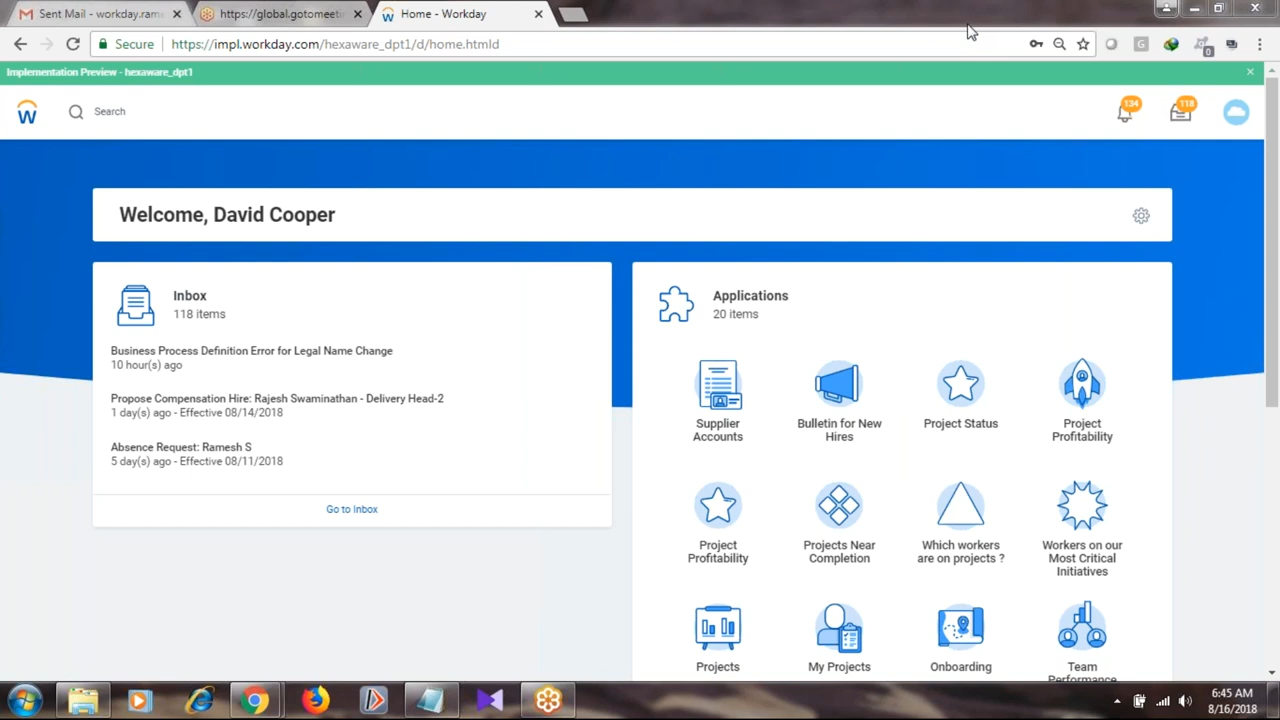 Sent Mail - workday.rame
https://global.gotomeetin
Home - Workday
Secure
https://impl.workday.com/hexaware_dpt1/d/home.htmld
G
0
Implementation Preview - hexaware_dpt1
W
Search
134
118
Welcome, David Cooper
Inbox
118 items
Business Process Definition Error for Legal Name Change
10 hour(s) ago
Propose Compensation Hire: Rajesh Swaminathan - Delivery Head-2
1 day(s) ago - Effective 08/14/2018
Absence Request: Ramesh S
5 day(s) ago - Effective 08/11/2018
Go to Inbox
Applications
20 items
Supplier
Accounts
Bulletin for New
Hires
Project Status
Project
Profitability
Project
Profitability
Projects Near
Completion
Which workers
are on projects ?
Workers on our
Most Critical
Initiatives
Projects
My Projects
Onboarding
Team
Performance
6:45 AM
8/16/2018